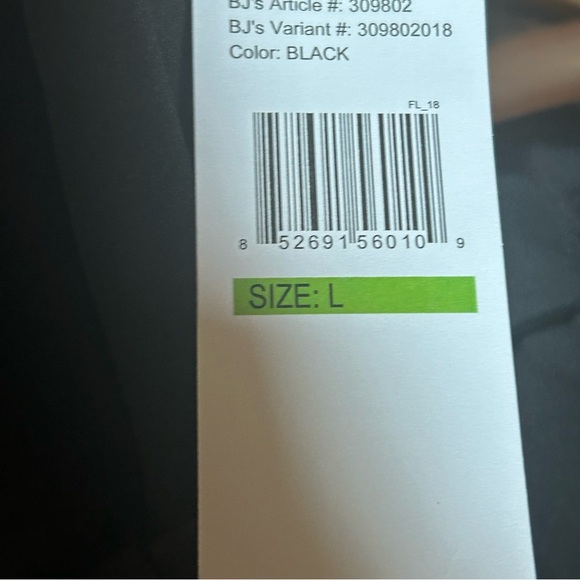 BJ's Article #: 309802
BJ's Variant #: 309802018
Color: BLACK
FL_18
8 52691 56010 9
SIZE: L